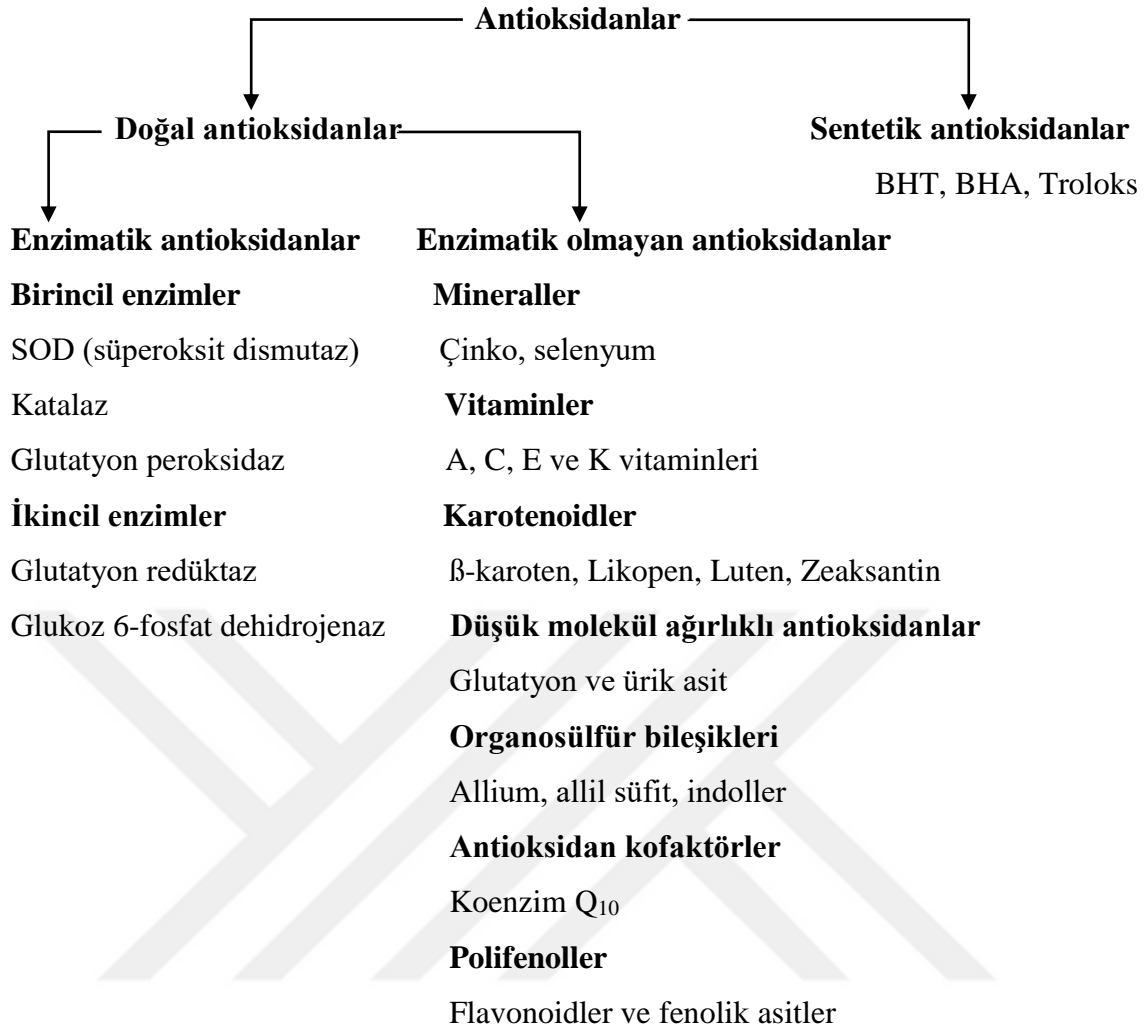 Antioksidanlar
Doğal antioksidanlar
Sentetik antioksidanlar
BHT, BHA, Troloks
Enzimatik antioksidanlar
Birincil enzimler
SOD (süperoksit dismutaz)
Katalaz
Glutatyon peroksidaz
İkincil enzimler
Glutatyon redüktaz
Glukoz 6-fosfat dehidrojenaz
Enzimatik olmayan antioksidanlar
Mineraller
Çinko, selenyum
Vitaminler
A, C, E ve K vitaminleri
Karotenoidler
ß-karoten, Likopen, Luten, Zeaksantin
Düşük molekül ağırlıklı antioksidanlar
Glutatyon ve ürik asit
Organosülfür bileşikleri
Allium, allil süfit, indoller
Antioksidan kofaktörler
Koenzim Q₁₀
Polifenoller
Flavonoidler ve fenolik asitler